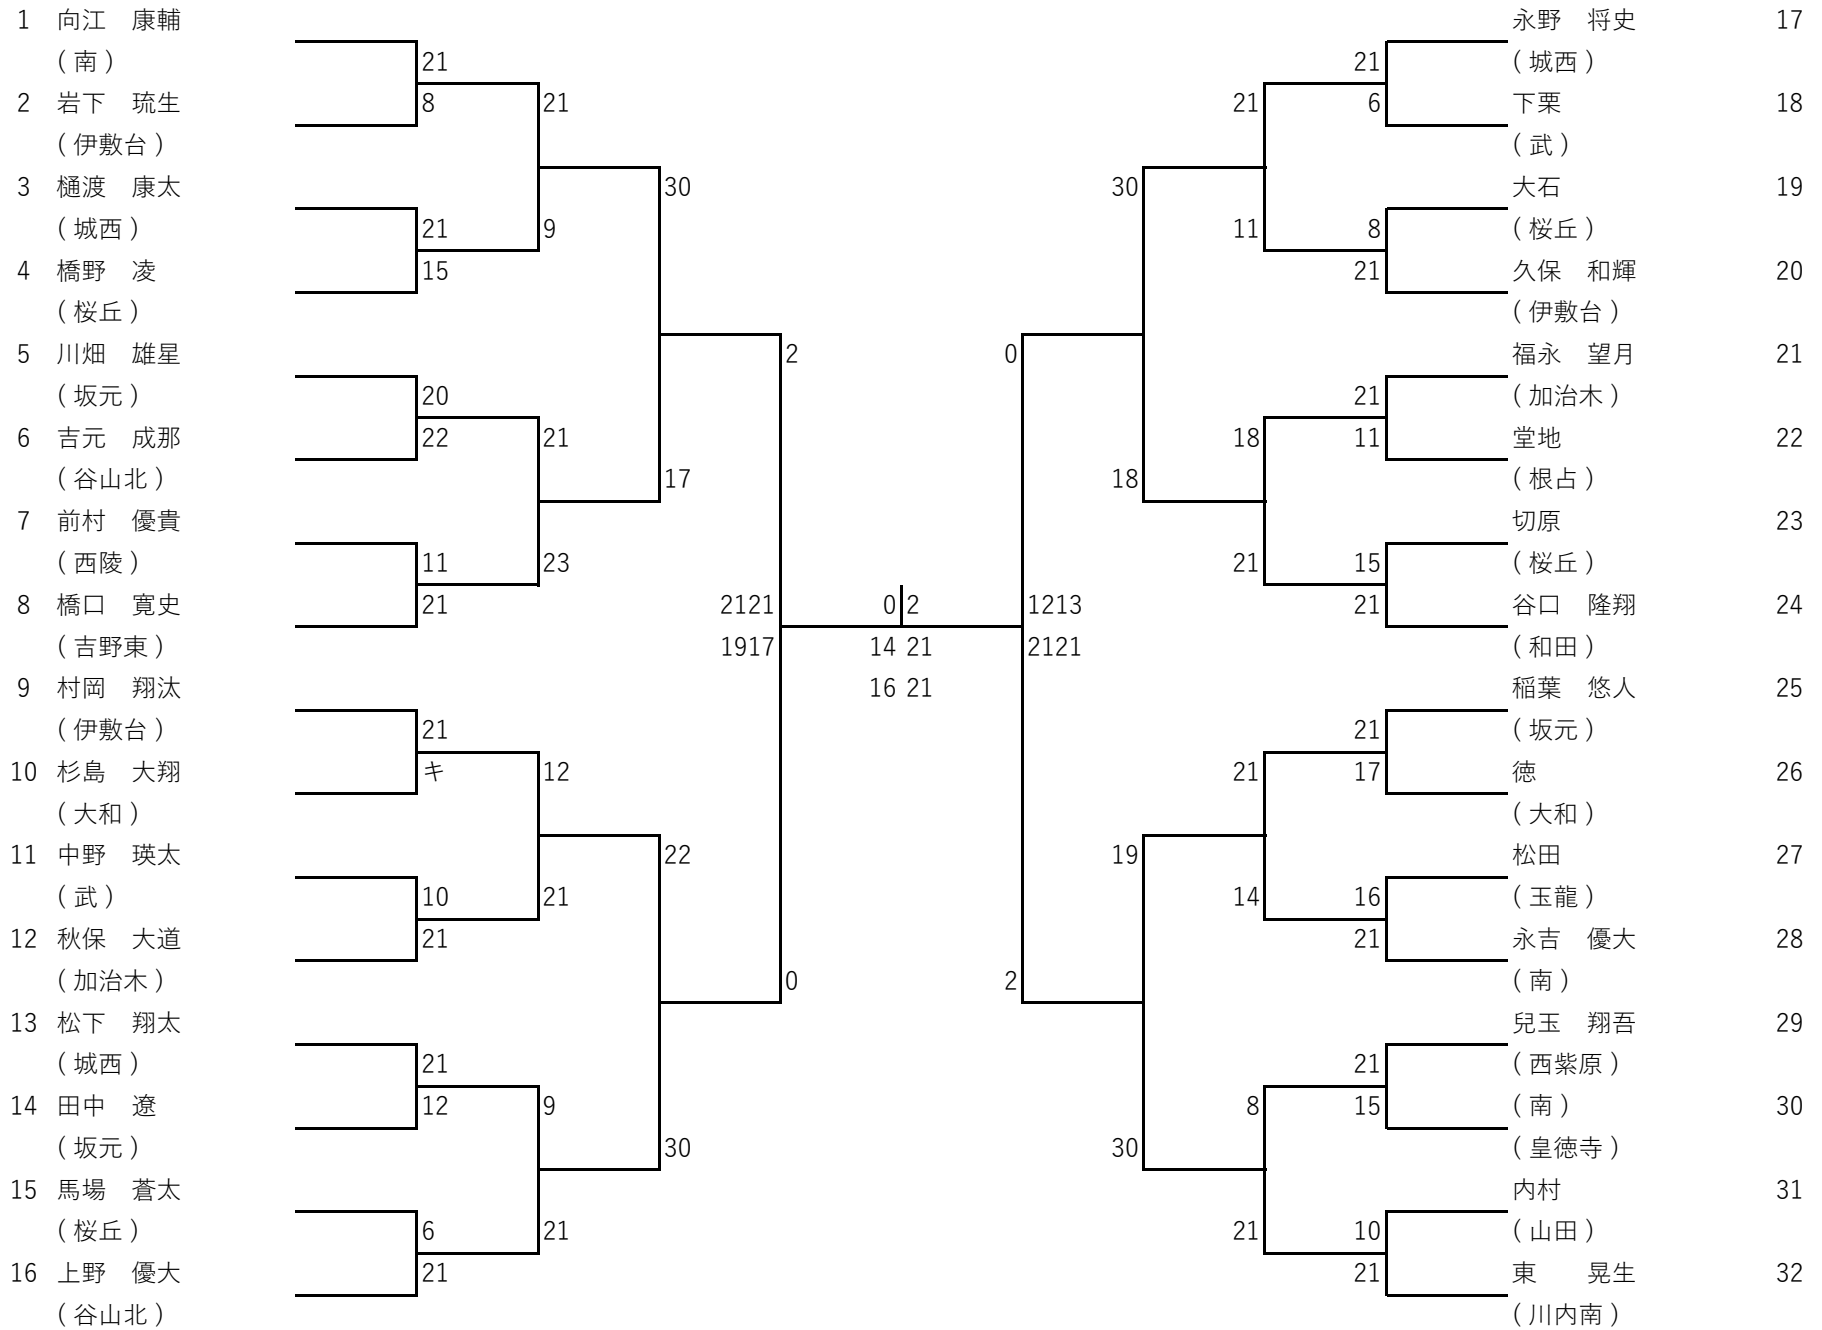 1 向江 康輔 永野 将史 17
(南) 21 21 (城西)
2 岩下 琉生 8 21 21 6 下栗 18
(伊敷台) (武)
3 樋渡 康太 30 30 大石 19
(城西) 21 9 11 8 (桜丘)
4 橋野 凌 15 21 久保 和輝 20
(桜丘) (伊敷台)
5 川畑 雄星 2 0 福永 望月 21
(坂元) 20 21 (加治木)
6 吉元 成那 22 21 18 11 堂地 22
(谷山北) 17 18 (根占)
7 前村 優貴 切原 23
(西陵) 11 23 21 15 (桜丘)
8 橋口 寛史 21 2121 0 2 1213 21 谷口 隆翔 24
(吉野東) 1917 14 21 2121 (和田)
9 村岡 翔汰 16 21 稲葉 悠人 25
(伊敷台) 21 21 (坂元)
10 杉島 大翔 キ 12 21 17 徳 26
(大和) (大和)
11 中野 瑛太 22 19 松田 27
(武) 10 21 14 16 (玉龍)
12 秋保 大道 21 21 永吉 優大 28
(加治木) 0 2 (南)
13 松下 翔太 兒玉 翔吾 29
(城西) 21 21 (西紫原)
14 田中 遼 12 9 8 15 (南) 30
(坂元) 30 30 (皇徳寺)
15 馬場 蒼太 内村 31
(桜丘) 6 21 21 10 (山田)
16 上野 優大 21 21 東 晃生 32
(谷山北) (川内南)